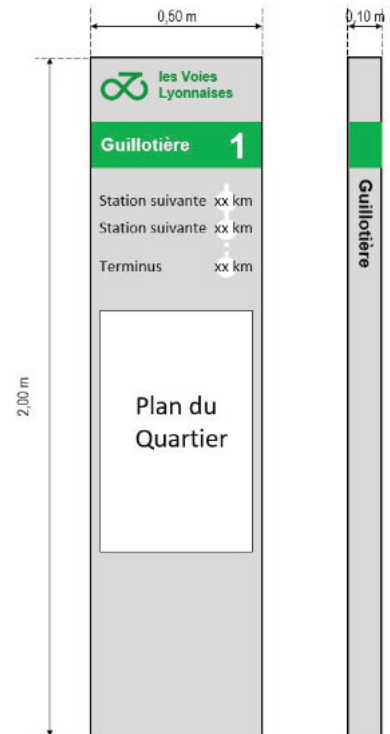 0,50 m
0,10 m
les Voies
Lyonnaises
Guillotière 1
Station suivante xx km
Station suivante xx km
Terminus xx km
Plan du
Quartier
2,00 m
Guillotière